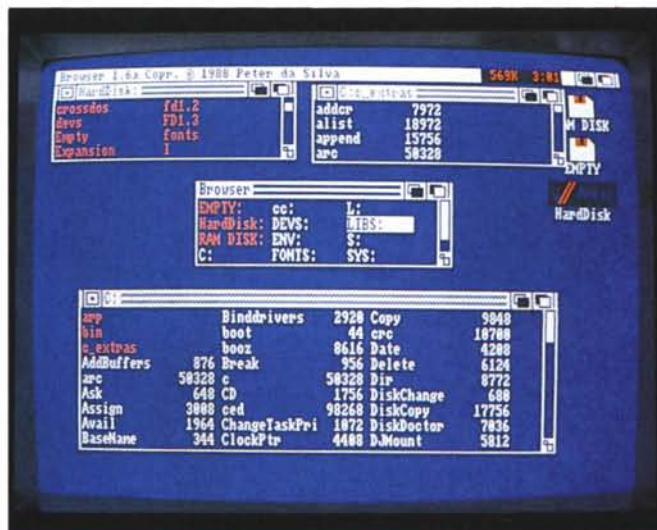 Browser 1.6a Copr. © 1988 Peter da Silva 569K 3:01
HardDisk:
crossdos fd1.2
devs FD1.3
Empty fonts
Expansion l
C:c_extras
addcr 7972
alist 18972
append 15756
arc 50328
M DISK
EMPTY
HardDisk
Browser
EMPTY: cc: L:
HardDisk: DEVS: LIBS:
RAM DISK: ENV: S:
C: FONTS: SYS:
C:
arp Binddrivers 2920 Copy 9848
bin boot 44 crc 10700
c_extras booz 8616 Date 4208
AddBuffers 876 Break 956 Delete 6124
arc 50328 c 50328 Dir 8772
Ask 648 CD 1756 DiskChange 680
Assign 3008 ced 98268 DiskCopy 17756
Avail 1964 ChangeTaskPri 1072 DiskDoctor 7036
BaseName 344 ClockPtr 4408 DJMount 5812